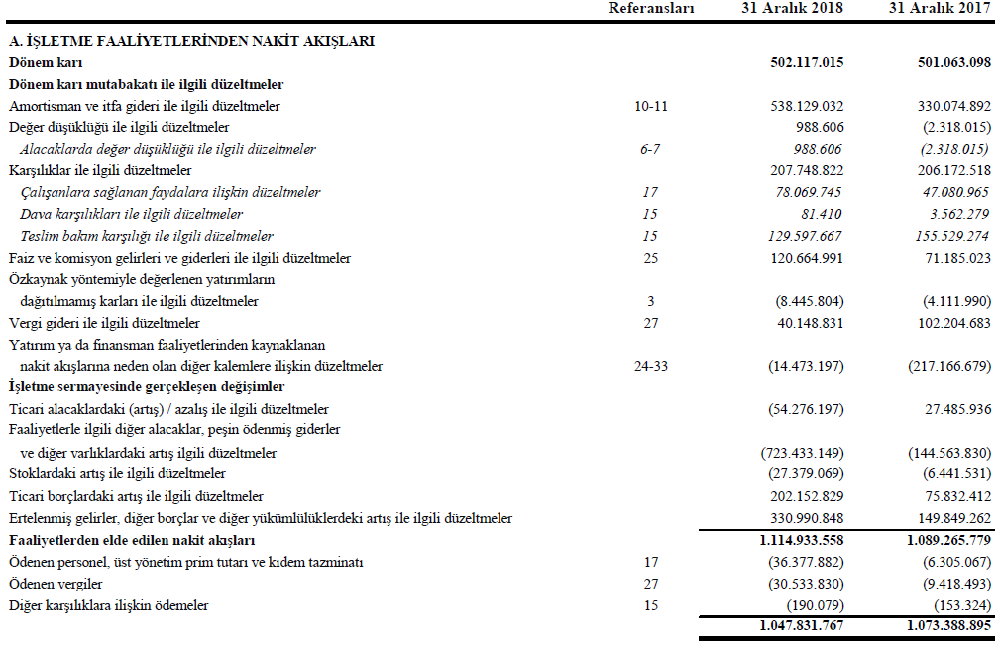 Referansları 31 Aralık 2018 31 Aralık 2017
A. İŞLETME FAALİYETLERİNDEN NAKİT AKIŞLARI
Dönem karı 502.117.015 501.063.098
Dönem karı mutabakatı ile ilgili düzeltmeler
Amortisman ve itfa gideri ile ilgili düzeltmeler 10-11 538.129.032 330.074.892
Değer düşüklüğü ile ilgili düzeltmeler 988.606 (2.318.015)
Alacaklarda değer düşüklüğü ile ilgili düzeltmeler 6-7 988.606 (2.318.015)
Karşılıklar ile ilgili düzeltmeler 207.748.822 206.172.518
Çalışanlara sağlanan faydalara ilişkin düzeltmeler 17 78.069.745 47.080.965
Dava karşılıkları ile ilgili düzeltmeler 15 81.410 3.562.279
Teslim bakım karşılığı ile ilgili düzeltmeler 15 129.597.667 155.529.274
Faiz ve komisyon gelirleri ve giderleri ile ilgili düzeltmeler 25 120.664.991 71.185.023
Özkaynak yöntemiyle değerlenen yatırımların
dağıtılmamış karları ile ilgili düzeltmeler 3 (8.445.804) (4.111.990)
Vergi gideri ile ilgili düzeltmeler 27 40.148.831 102.204.683
Yatırım ya da finansman faaliyetlerinden kaynaklanan
nakit akışlarına neden olan diğer kalemlere ilişkin düzeltmeler 24-33 (14.473.197) (217.166.679)
İşletme sermayesinde gerçekleşen değişimler
Ticari alacaklardaki (artış) / azalış ile ilgili düzeltmeler (54.276.197) 27.485.936
Faaliyetlerle ilgili diğer alacaklar, peşin ödenmiş giderler
ve diğer varlıklardaki artış ilgili düzeltmeler (723.433.149) (144.563.830)
Stoklardaki artış ile ilgili düzeltmeler (27.379.069) (6.441.531)
Ticari borçlardaki artış ile ilgili düzeltmeler 202.152.829 75.832.412
Ertelenmiş gelirler, diğer borçlar ve diğer yükümlülüklerdeki artış ile ilgili düzeltmeler 330.990.848 149.849.262
Faaliyetlerden elde edilen nakit akışları 1.114.933.558 1.089.265.779
Ödenen personel, üst yönetim prim tutarı ve kıdem tazminatı 17 (36.377.882) (6.305.067)
Ödenen vergiler 27 (30.533.830) (9.418.493)
Diğer karşılıklara ilişkin ödemeler 15 (190.079) (153.324)
1.047.831.767 1.073.388.895